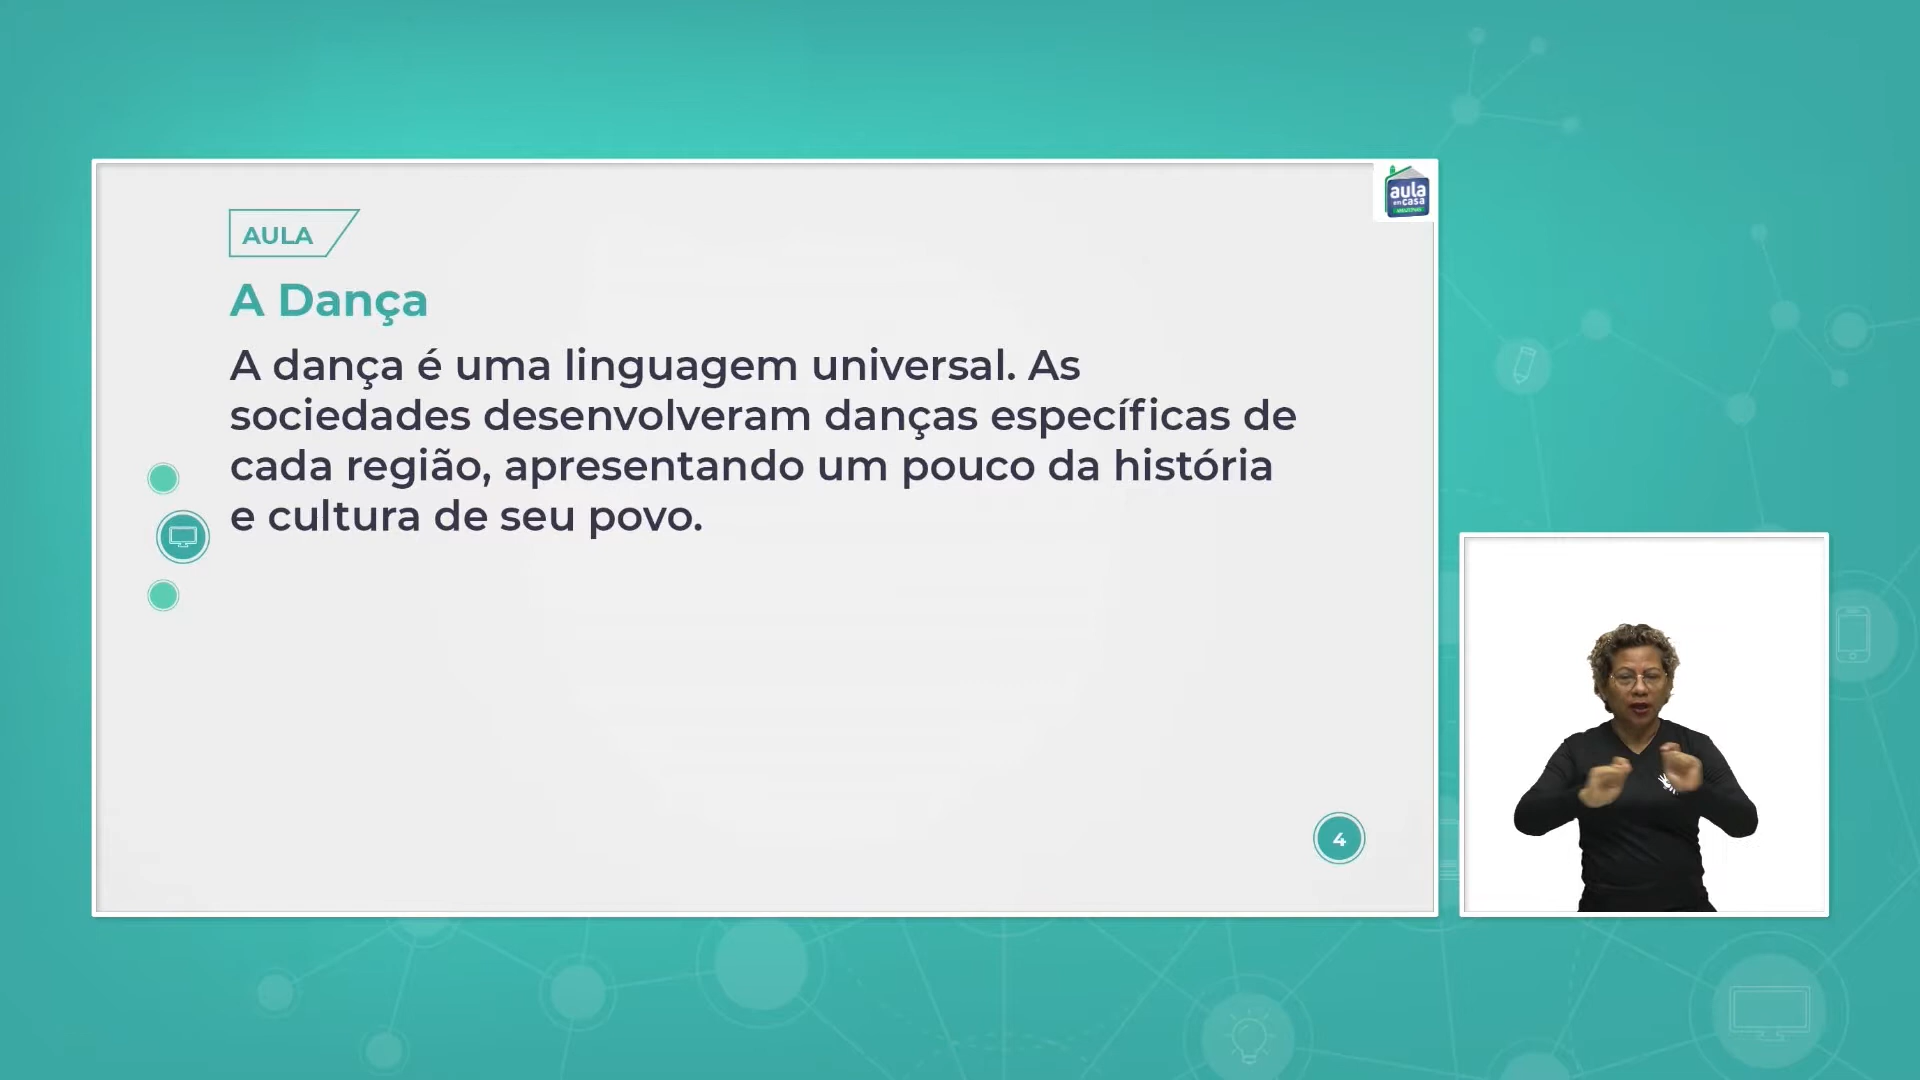 aula
em casa
AULA
A Dança
A dança é uma linguagem universal. As
sociedades desenvolveram danças específicas de
cada região, apresentando um pouco da história
e cultura de seu povo.
4